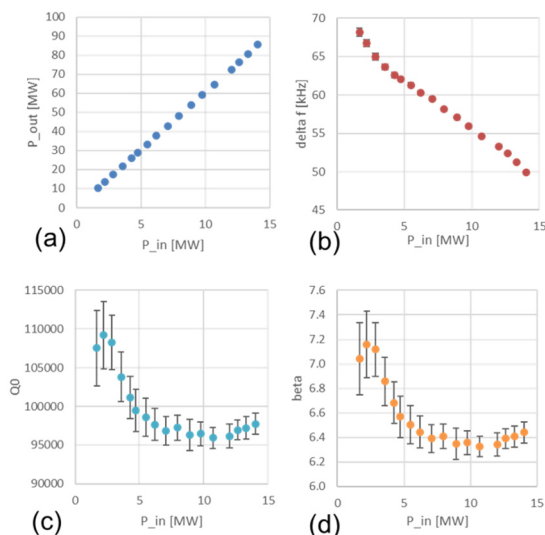 100
90
80
70
60
50
40
30
20
10
0
P_out [MW]
0 5 10 15
P_in [MW]
(a)
70
65
60
55
50
45
delta f [kHz]
0 5 10 15
P_in [MW]
(b)
115000
110000
105000
100000
95000
90000
Q0
0 5 10 15
P_in [MW]
(c)
7.6
7.4
7.2
7.0
6.8
6.6
6.4
6.2
6.0
beta
0 5 10 15
P_in [MW]
(d)